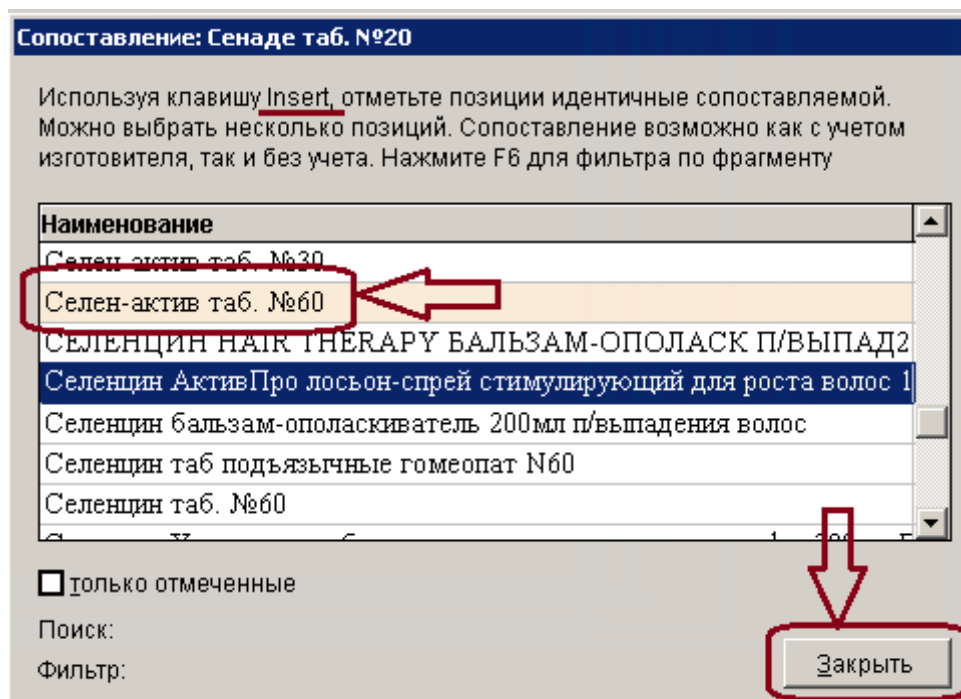 Сопоставление: Сенаде таб. №20
Используя клавишу Insert, отметьте позиции идентичные сопоставляемой.
Можно выбрать несколько позиций. Сопоставление возможно как с учетом
изготовителя, так и без учета. Нажмите F6 для фильтра по фрагменту
Наименование
Селен-актив таб. №30
Селен-актив таб. №60
СЕЛЕНЦИН HAIR THERAPY БАЛЬЗАМ-ОПОЛАСК П/ВЫПАД2
Селенцин АктивПро лосьон-спрей стимулирующий для роста волос 1
Селенцин бальзам-ополаскиватель 200мл п/выпадения волос
Селенцин таб подъязычные гомеопат N60
Селенцин таб. №60
только отмеченные
Поиск:
Фильтр:
Закрыть